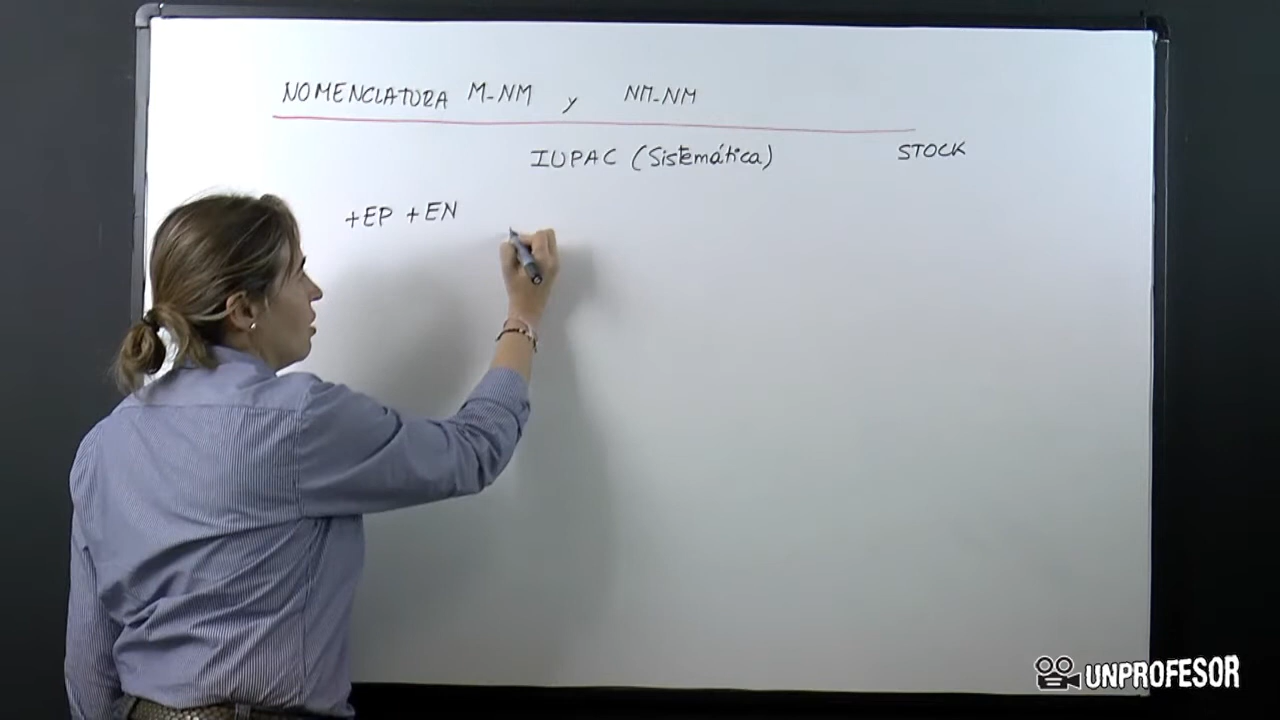 NOMENCLATURA M-NM y NM-NM
IUPAC (Sistemática) STOCK
+EP +EN
UNPROFESOR